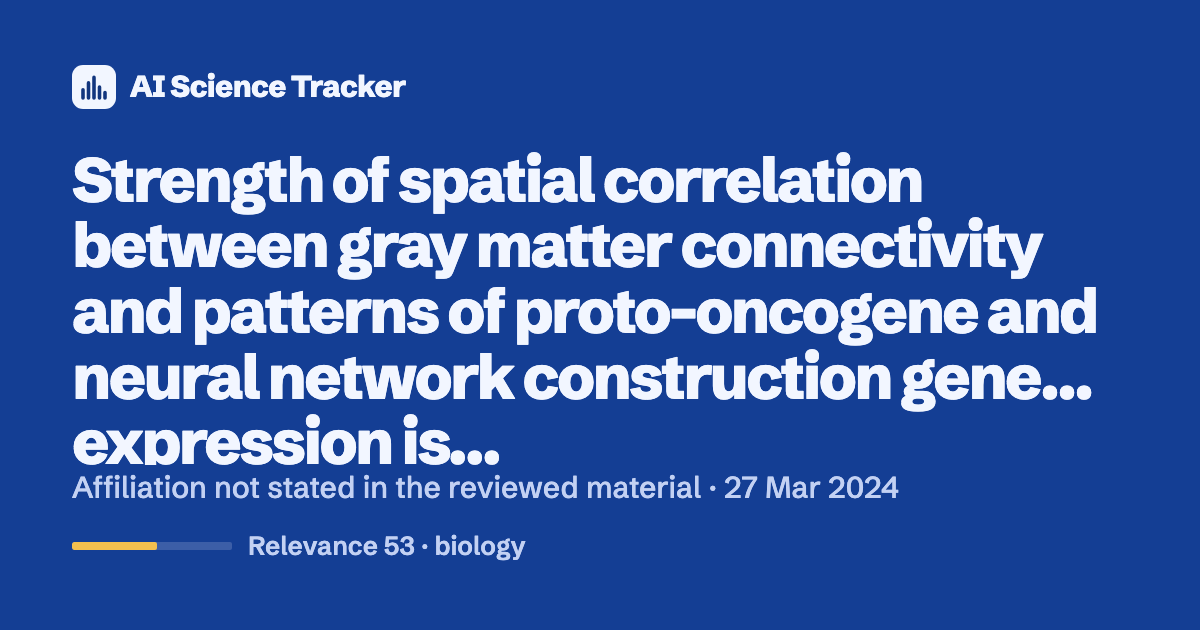 AI Science Tracker
Strength of spatial correlation
between gray matter connectivity
and patterns of proto-oncogene and
neural network construction gene...
expression is...
Affiliation not stated in the reviewed material · 27 Mar 2024
Relevance 53 · biology